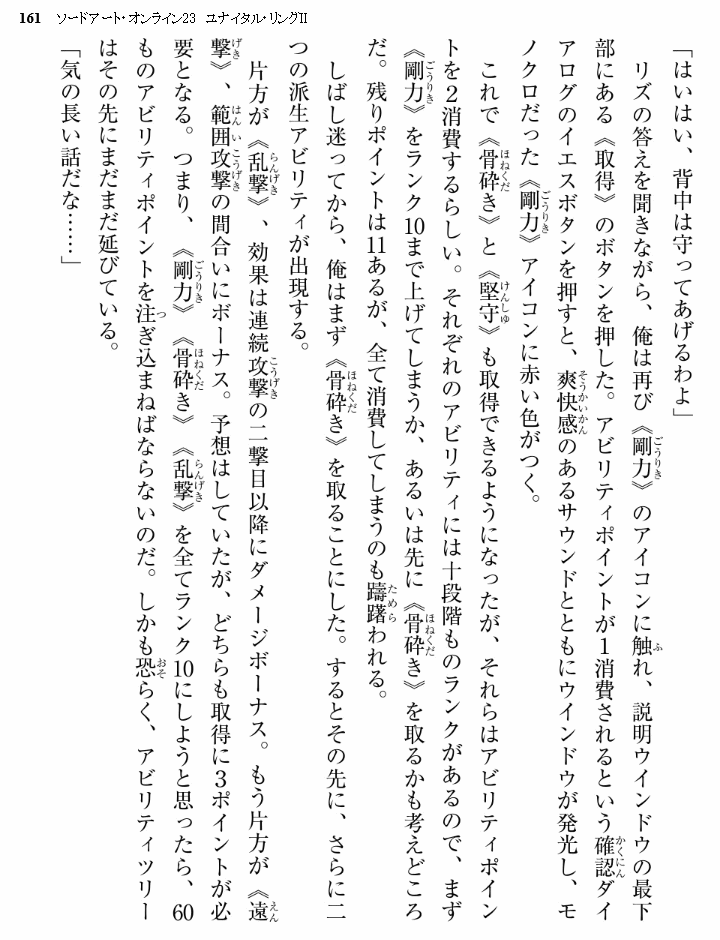 161 ソードアート・オンライン23 ユナイタル・リングⅡ
「はいはい、背中は守ってあげるわよ」
リズの答えを聞きながら、俺は再び《剛力》のアイコンに触れ、説明ウインドウの最下
部にある《取得》のボタンを押した。アビリティポイントが1消費されるという確認ダイ
アログのイエスボタンを押すと、爽快感のあるサウンドとともにウインドウが発光し、モ
ノクロだった《剛力》アイコンに赤い色がつく。
これで《骨砕き》と《堅守》も取得できるようになったが、それらはアビリティポイン
トを2消費するらしい。それぞれのアビリティには十段階ものランクがあるので、まず
《剛力》をランク10まで上げてしまうか、あるいは先に《骨砕き》を取るかも考えどころ
だ。残りポイントは11あるが、全て消費してしまうのも躊躇われる。
しばし迷ってから、俺はまず《骨砕き》を取ることにした。するとその先に、さらに二
つの派生アビリティが出現する。
片方が《乱撃》、効果は連続攻撃の二撃目以降にダメージボーナス。もう片方が《遠
撃》、範囲攻撃の間合いにボーナス。予想はしていたが、どちらも取得に3ポイントが必
要となる。つまり、《剛力》《骨砕き》《乱撃》を全てランク10にしようと思ったら、60
ものアビリティポイントを注ぎ込まねばならないのだ。しかも恐らく、アビリティツリー
はその先にまだまだ延びている。
「気の長い話だな……」